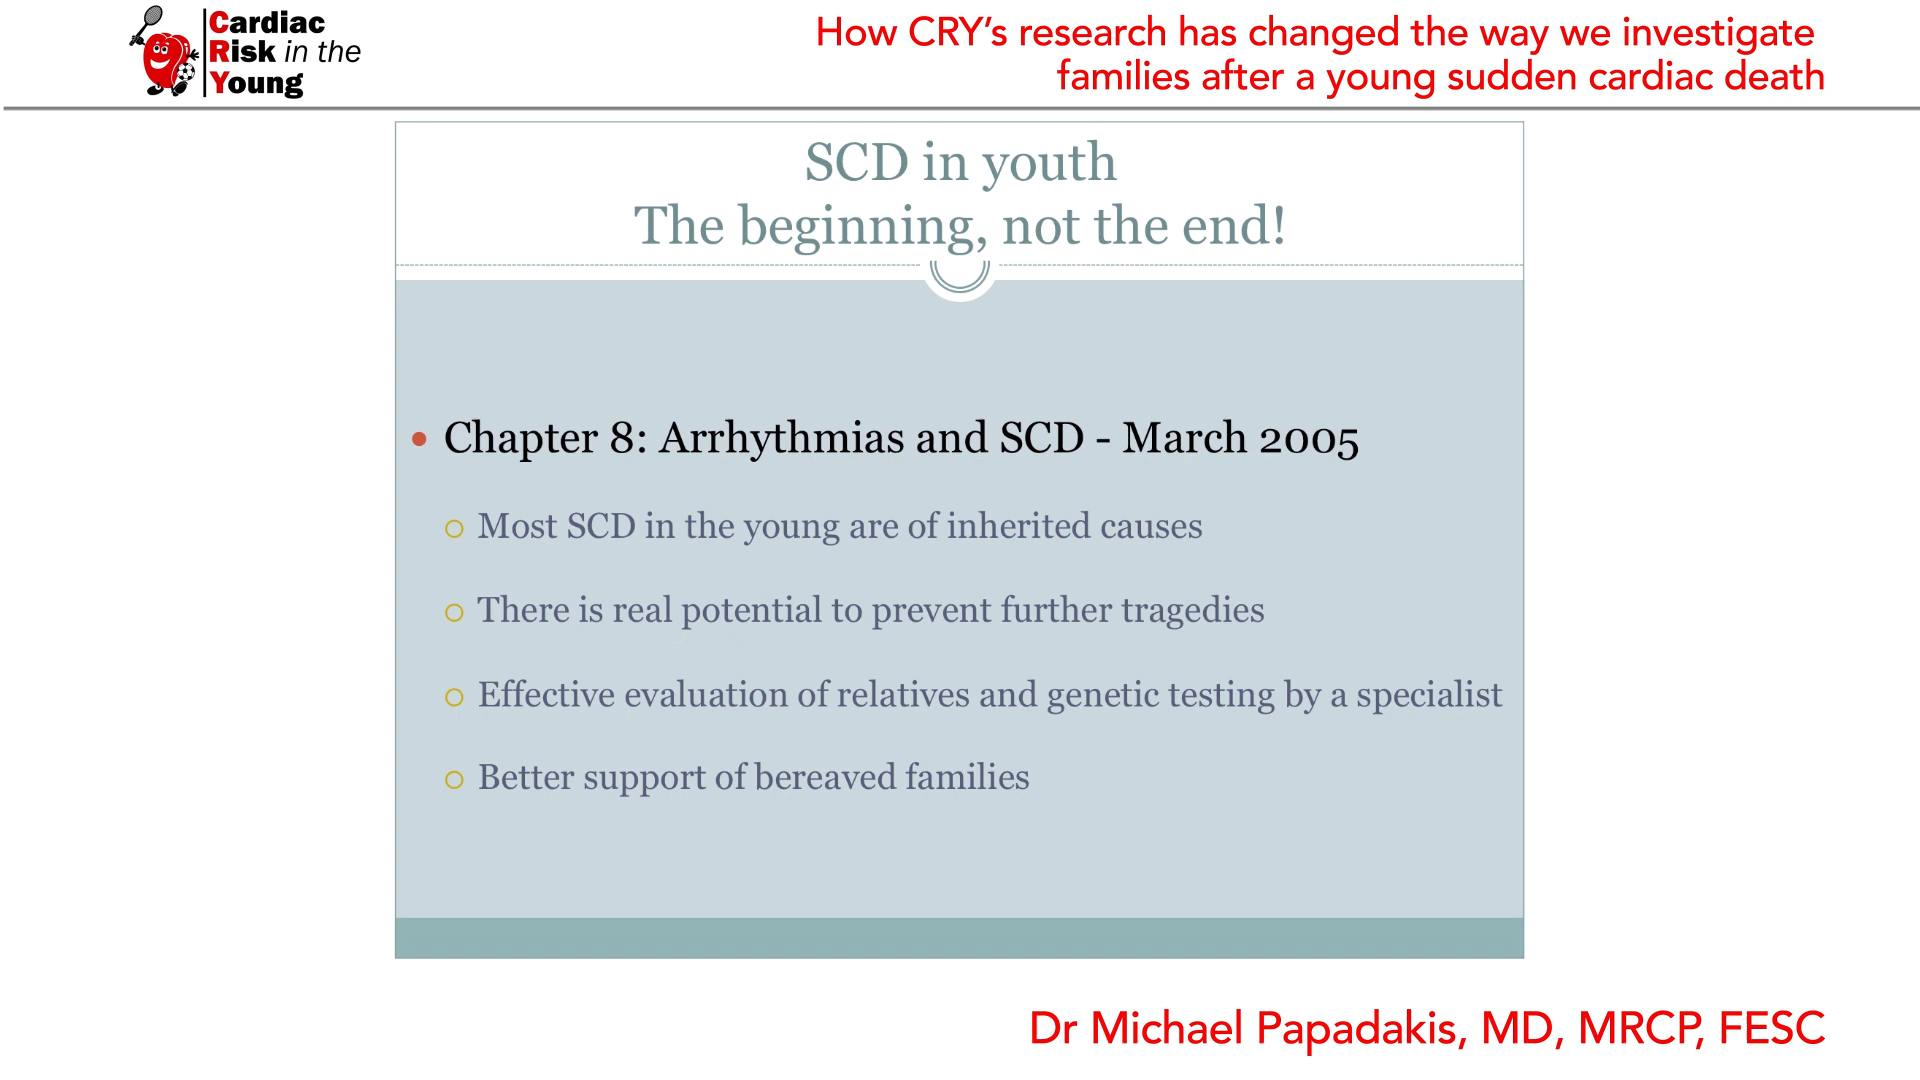 Cardiac
Risk in the
Young
How CRY's research has changed the way we investigate
families after a young sudden cardiac death
SCD in youth
The beginning, not the end!
Chapter 8: Arrhythmias and SCD - March 2005
Most SCD in the young are of inherited causes
There is real potential to prevent further tragedies
Effective evaluation of relatives and genetic testing by a specialist
Better support of bereaved families
Dr Michael Papadakis, MD, MRCP, FESC